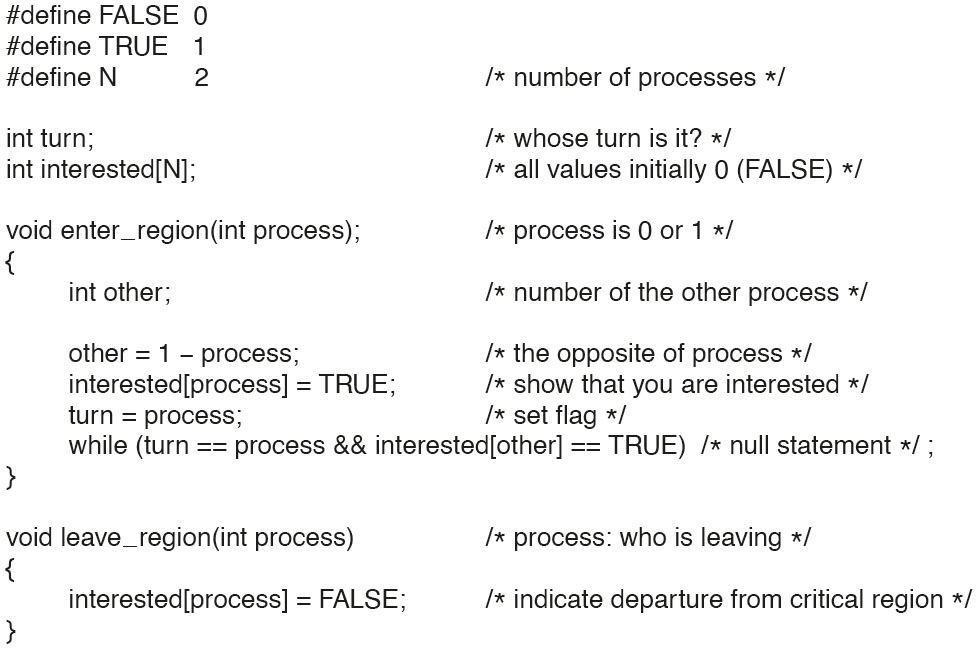 #define FALSE 0
#define TRUE 1
#define N 2 /* number of processes */
int turn; /* whose turn is it? */
int interested[N]; /* all values initially 0 (FALSE) */
void enter_region(int process); /* process is 0 or 1 */
{
int other; /* number of the other process */
other = 1 − process; /* the opposite of process */
interested[process] = TRUE; /* show that you are interested */
turn = process; /* set flag */
while (turn == process && interested[other] == TRUE) /* null statement */ ;
}
void leave_region(int process) /* process: who is leaving */
{
interested[process] = FALSE; /* indicate departure from critical region */
}